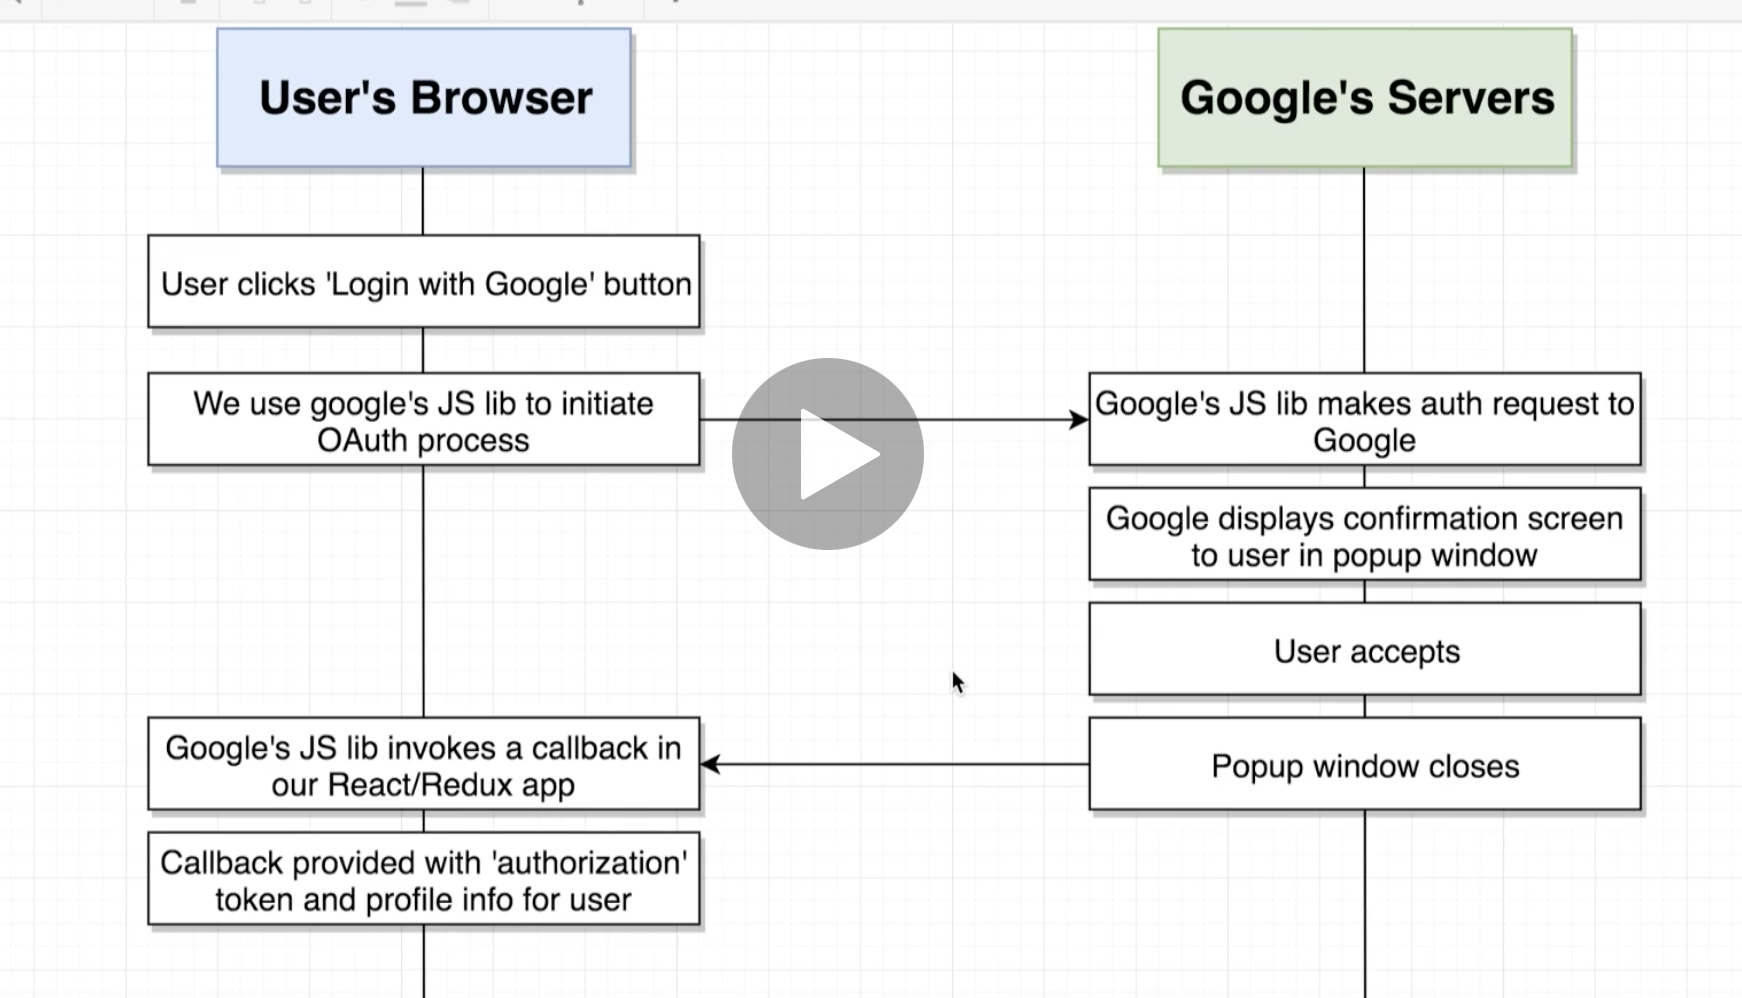 User's Browser
Google's Servers
User clicks 'Login with Google' button
We use google's JS lib to initiate
OAuth process
Google's JS lib makes auth request to
Google
Google displays confirmation screen
to user in popup window
User accepts
Google's JS lib invokes a callback in
our React/Redux app
Popup window closes
Callback provided with 'authorization'
token and profile info for user